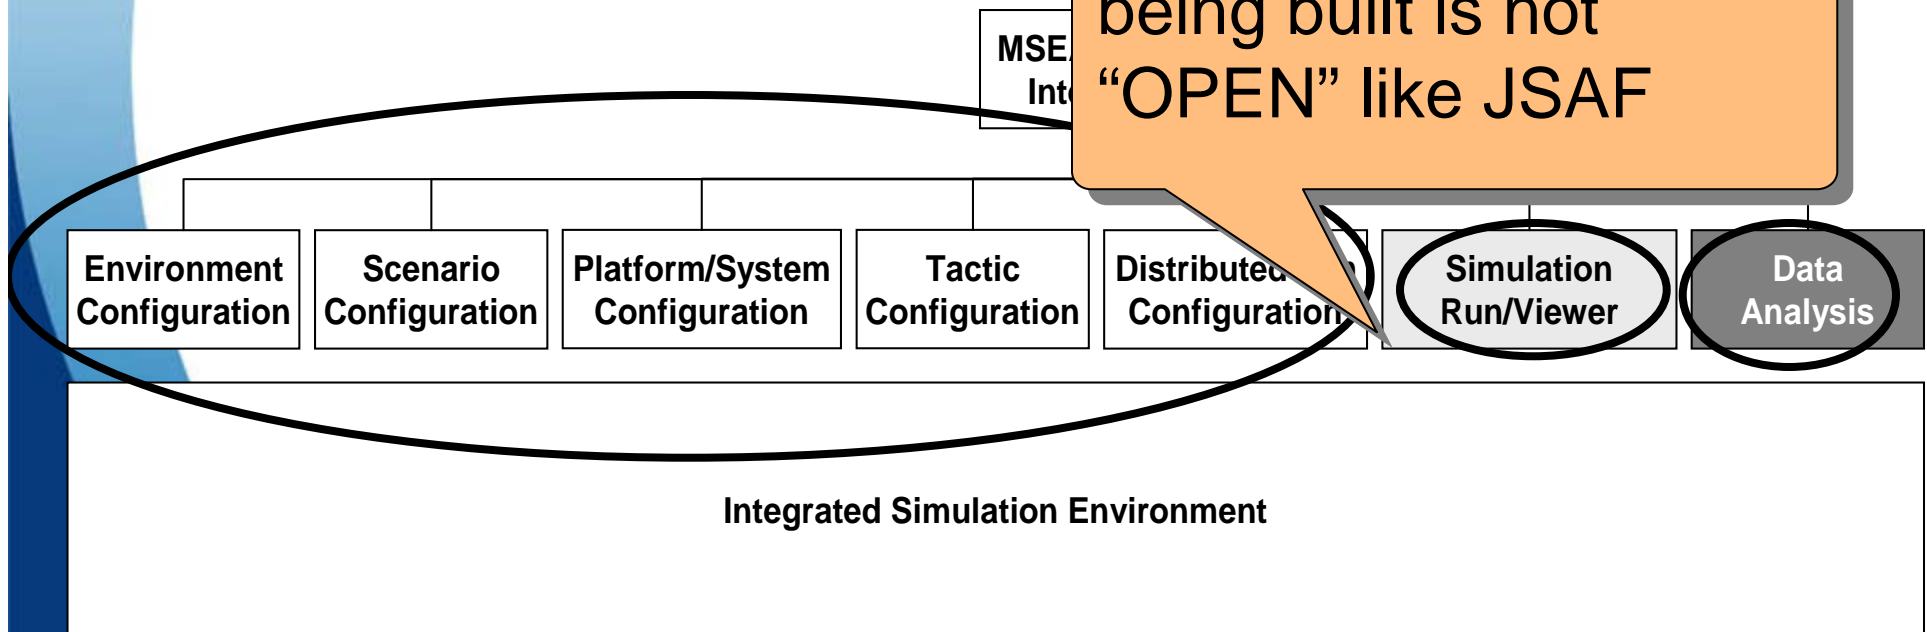 being built is not
“OPEN” like JSAF
MSE
Int
Environment
Configuration
Scenario
Configuration
Platform/System
Configuration
Tactic
Configuration
Distributed
Configuration
Simulation
Run/Viewer
Data
Analysis
Integrated Simulation Environment